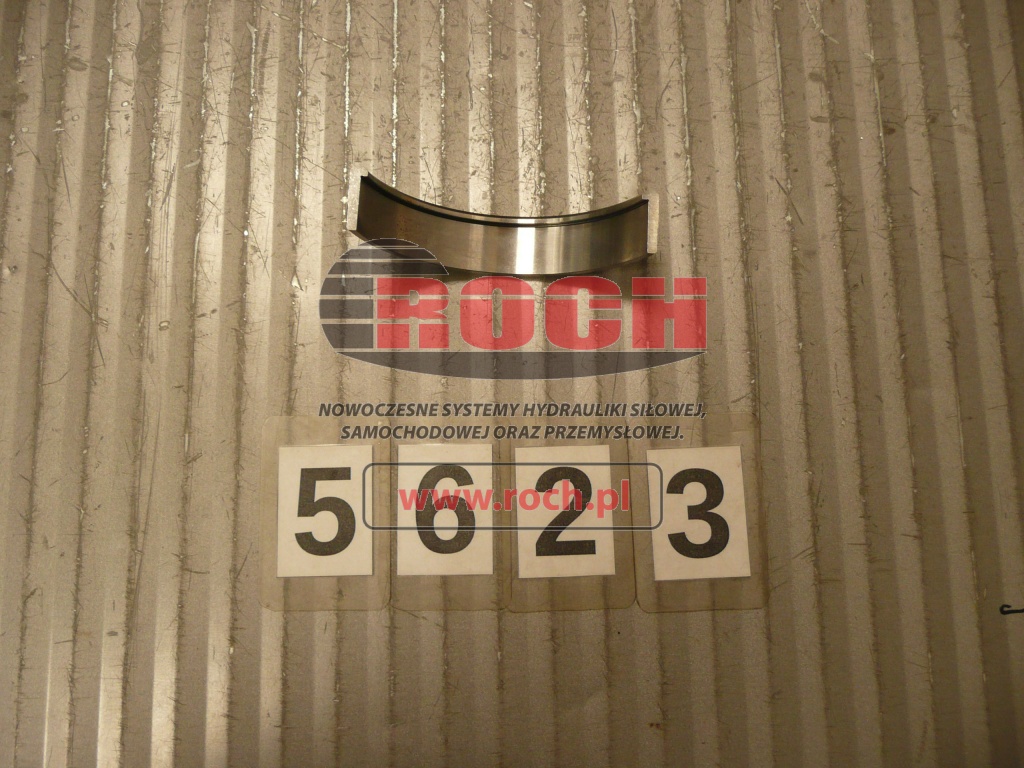 ROCH
NOWOCZESNE SYSTEMY HYDRAULIKI SIŁOWEJ,
SAMOCHODOWEJ ORAZ PRZEMYSŁOWEJ.
www.roch.pl
5623